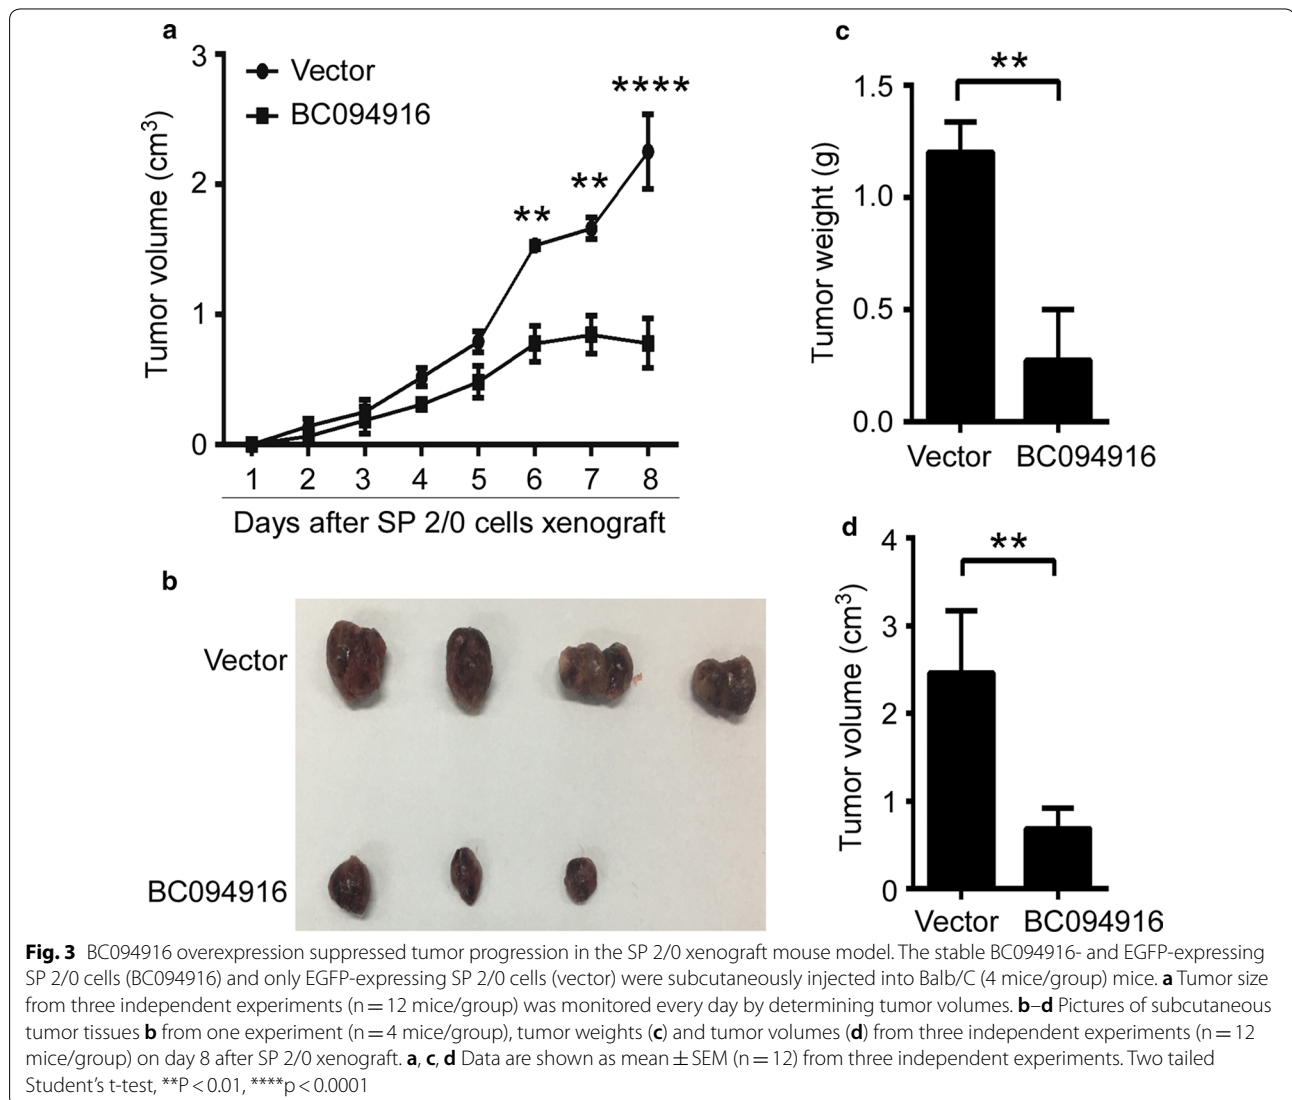 a
3
Vector
BC094916
****
**
**
2
1
0
Tumor volume (cm³)
1 2 3 4 5 6 7 8
Days after SP 2/0 cells xenograft
b
Vector
BC094916
c
**
1.5
1.0
0.5
0.0
Tumor weight (g)
Vector BC094916
d
**
4
3
2
1
0
Tumor volume (cm³)
Vector BC094916
Fig. 3 BC094916 overexpression suppressed tumor progression in the SP 2/0 xenograft mouse model. The stable BC094916- and EGFP-expressing
SP 2/0 cells (BC094916) and only EGFP-expressing SP 2/0 cells (vector) were subcutaneously injected into Balb/C (4 mice/group) mice. a Tumor size
from three independent experiments (n = 12 mice/group) was monitored every day by determining tumor volumes. b–d Pictures of subcutaneous
tumor tissues b from one experiment (n = 4 mice/group), tumor weights (c) and tumor volumes (d) from three independent experiments (n = 12
mice/group) on day 8 after SP 2/0 xenograft. a, c, d Data are shown as mean ± SEM (n = 12) from three independent experiments. Two tailed
Student's t-test, **P < 0.01, ****p < 0.0001